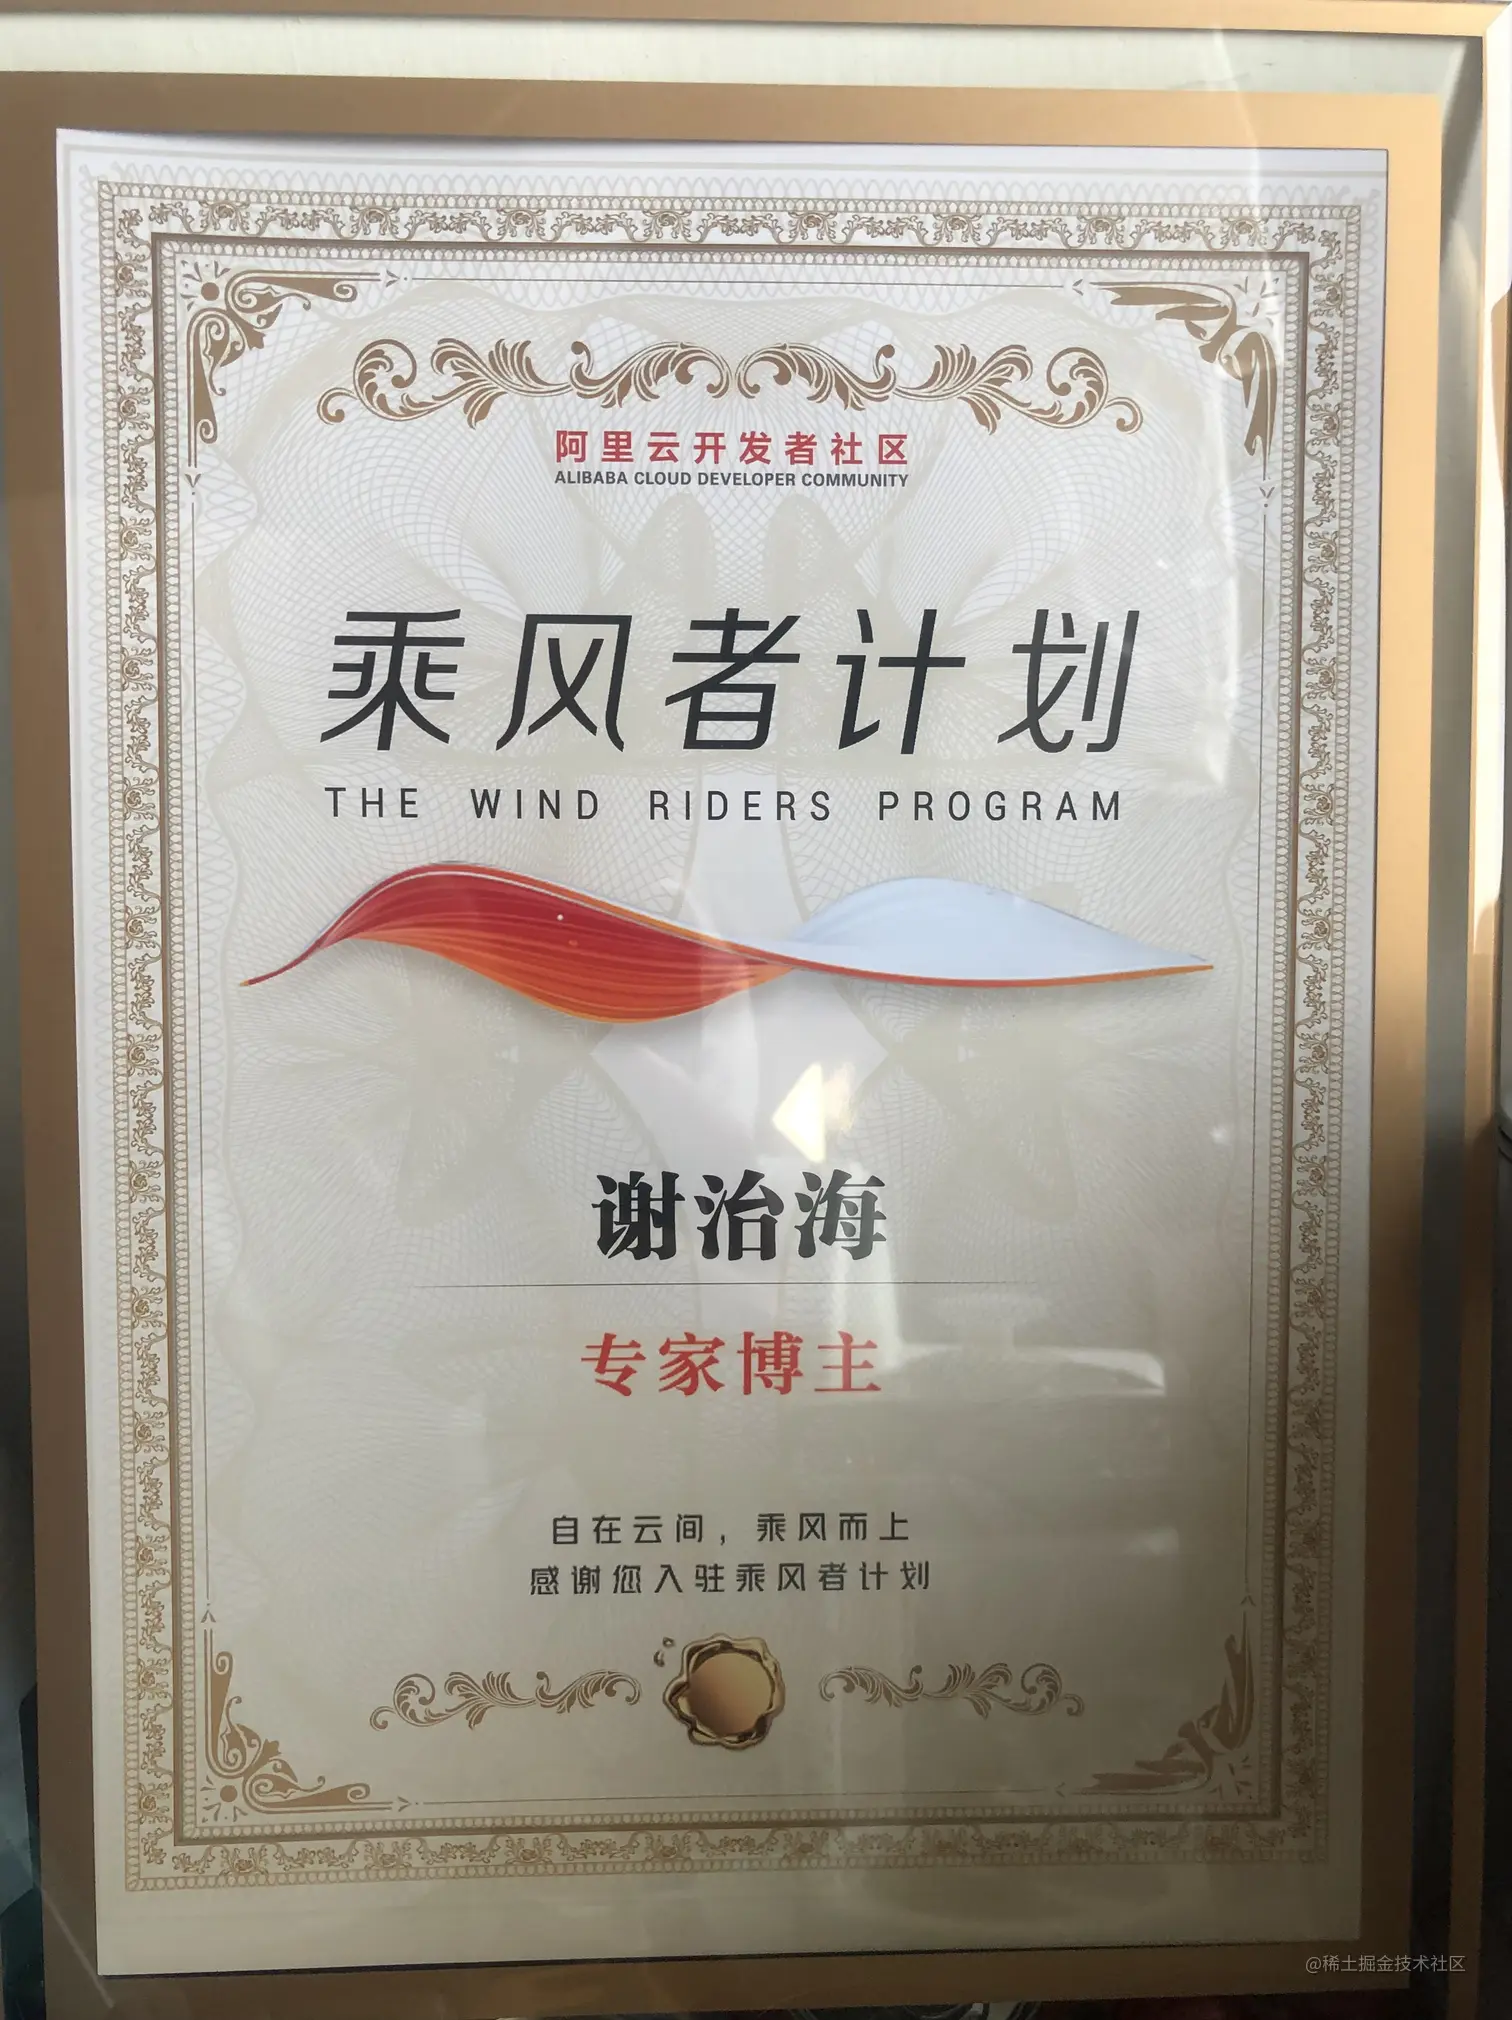 阿里云开发者社区
ALIBABA CLOUD DEVELOPER COMMUNITY
乘风者计划
THE WIND RIDERS PROGRAM
谢治海
专家博主
自在云间，乘风而上
感谢您入驻乘风者计划
@稀土掘金技术社区